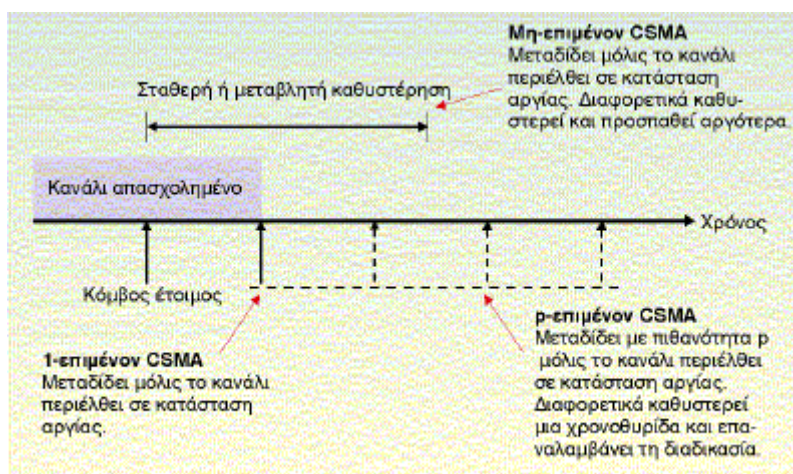 Μη-επιμένον CSMA
Μεταδίδει μόλις το κανάλι
περιέλθει σε κατάσταση
αργίας. Διαφορετικά καθυ-
στερεί και προσπαθεί αργότερα.
Σταθερή ή μεταβλητή καθυστέρηση
Κανάλι απασχολημένο
Χρόνος
Κόμβος έτοιμος
1-επιμένον CSMA
Μεταδίδει μόλις το κανάλι
περιέλθει σε κατάσταση
αργίας.
p-επιμένον CSMA
Μεταδίδει με πιθανότητα p
μόλις το κανάλι περιέλθει
σε κατάσταση αργίας.
Διαφορετικά καθυστερεί
μια χρονοθυρίδα και επα-
ναλαμβάνει τη διαδικασία.